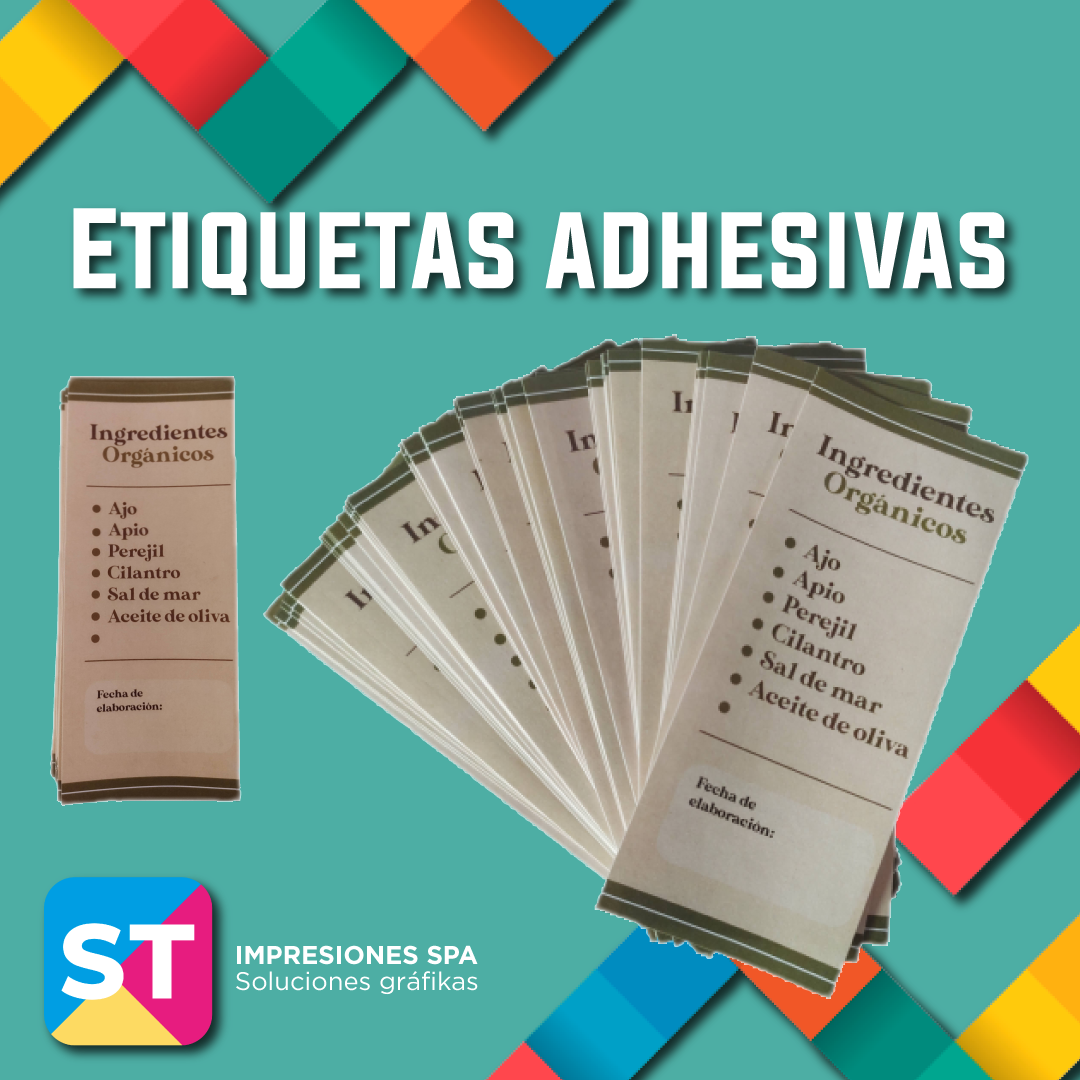 ETIQUETAS ADHESIVAS
Ingredientes
Orgánicos
Ajo
Apio
Perejil
Cilantro
Sal de mar
Aceite de oliva
Fecha de
elaboración:
Ingredientes
Orgánicos
Ajo
Apio
Perejil
Cilantro
Sal de mar
Aceite de oliva
Fecha de
elaboración:
ST
IMPRESIONES SPA
Soluciones gráfikas